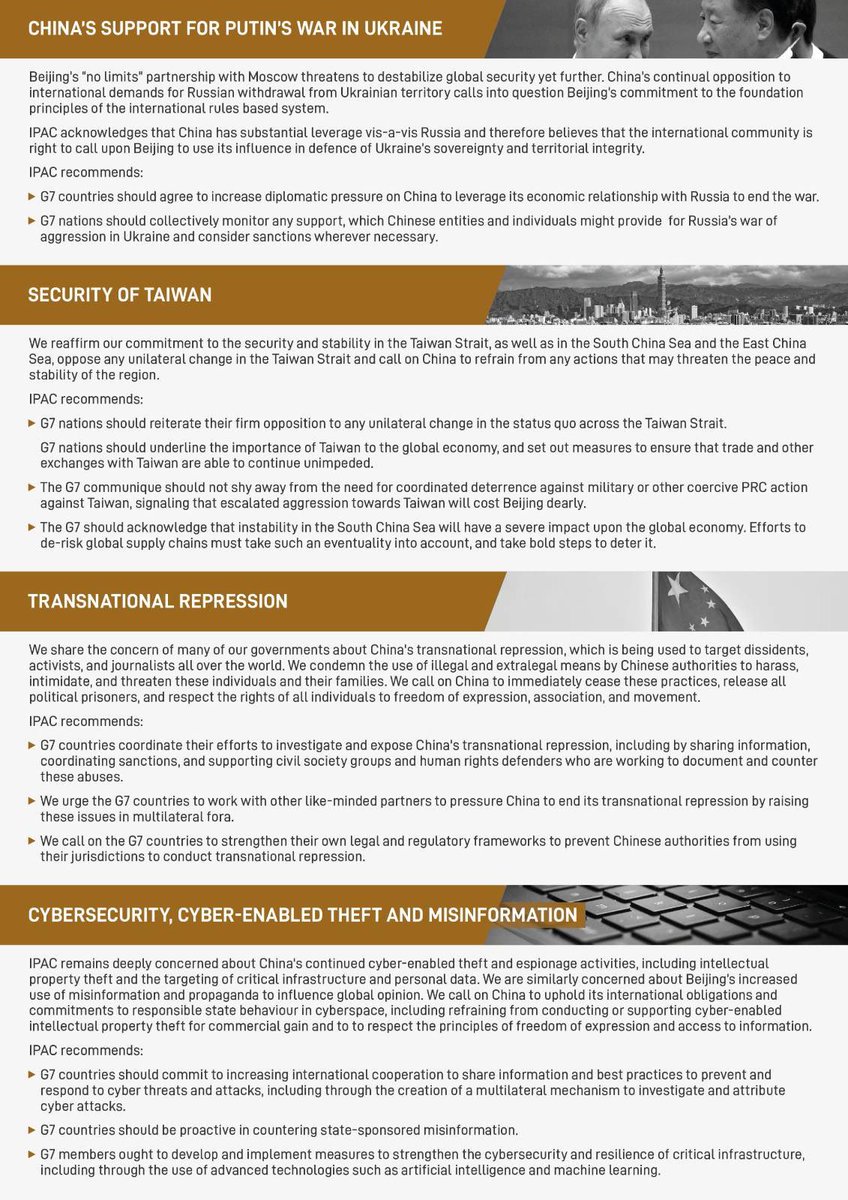 CHINA'S SUPPORT FOR PUTIN'S WAR IN UKRAINE
Beijing's "no limits" partnership with Moscow threatens to destabilize global security yet further. China's continual opposition to
international demands for Russian withdrawal from Ukrainian territory calls into question Beijing's commitment to the foundation
principles of the international rules based system.
IPAC acknowledges that China has substantial leverage vis-a-vis Russia and therefore believes that the international community is
right to call upon Beijing to use its influence in defence of Ukraine's sovereignty and territorial integrity.
IPAC recommends:
▸ G7 countries should agree to increase diplomatic pressure on China to leverage its economic relationship with Russia to end the war.
▸ G7 nations should collectively monitor any support, which Chinese entities and individuals might provide for Russia's war of
aggression in Ukraine and consider sanctions wherever necessary.
SECURITY OF TAIWAN
We reaffirm our commitment to the security and stability in the Taiwan Strait, as well as in the South China Sea and the East China
Sea, oppose any unilateral change in the Taiwan Strait and call on China to refrain from any actions that may threaten the peace and
stability of the region.
IPAC recommends:
▸ G7 nations should reiterate their firm opposition to any unilateral change in the status quo across the Taiwan Strait.
G7 nations should underline the importance of Taiwan to the global economy, and set out measures to ensure that trade and other
exchanges with Taiwan are able to continue unimpeded.
▸ The G7 communique should not shy away from the need for coordinated deterrence against military or other coercive PRC action
against Taiwan, signaling that escalated aggression towards Taiwan will cost Beijing dearly.
▸ The G7 should acknowledge that instability in the South China Sea will have a severe impact upon the global economy. Efforts to
de-risk global supply chains must take such an eventuality into account, and take bold steps to deter it.
TRANSNATIONAL REPRESSION
We share the concern of many of our governments about China's transnational repression, which is being used to target dissidents,
activists, and journalists all over the world. We condemn the use of illegal and extralegal means by Chinese authorities to harass,
intimidate, and threaten these individuals and their families. We call on China to immediately cease these practices, release all
political prisoners, and respect the rights of all individuals to freedom of expression, association, and movement.
IPAC recommends:
▸ G7 countries coordinate their efforts to investigate and expose China's transnational repression, including by sharing information,
coordinating sanctions, and supporting civil society groups and human rights defenders who are working to document and counter
these abuses.
▸ We urge the G7 countries to work with other like-minded partners to pressure China to end its transnational repression by raising
these issues in multilateral fora.
▸ We call on the G7 countries to strengthen their own legal and regulatory frameworks to prevent Chinese authorities from using
their jurisdictions to conduct transnational repression.
CYBERSECURITY, CYBER-ENABLED THEFT AND MISINFORMATION
IPAC remains deeply concerned about China's continued cyber-enabled theft and espionage activities, including intellectual
property theft and the targeting of critical infrastructure and personal data. We are similarly concerned about Beijing's increased
use of misinformation and propaganda to influence global opinion. We call on China to uphold its international obligations and
commitments to responsible state behaviour in cyberspace, including refraining from conducting or supporting cyber-enabled
intellectual property theft for commercial gain and to to respect the principles of freedom of expression and access to information.
IPAC recommends:
▸ G7 countries should commit to increasing international cooperation to share information and best practices to prevent and
respond to cyber threats and attacks, including through the creation of a multilateral mechanism to investigate and attribute
cyber attacks.
▸ G7 countries should be proactive in countering state-sponsored misinformation.
▸ G7 members ought to develop and implement measures to strengthen the cybersecurity and resilience of critical infrastructure,
including through the use of advanced technologies such as artificial intelligence and machine learning.